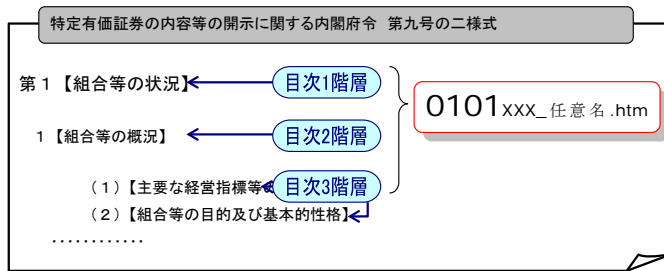 特定有価証券の内容等の開示に関する内閣府令 第九号の二様式
第1【組合等の状況】
目次1階層
0101xxx_任意名.htm
1【組合等の概況】
目次2階層
(1)【主要な経営指標等
目次3階層
(2)【組合等の目的及び基本的性格】
············